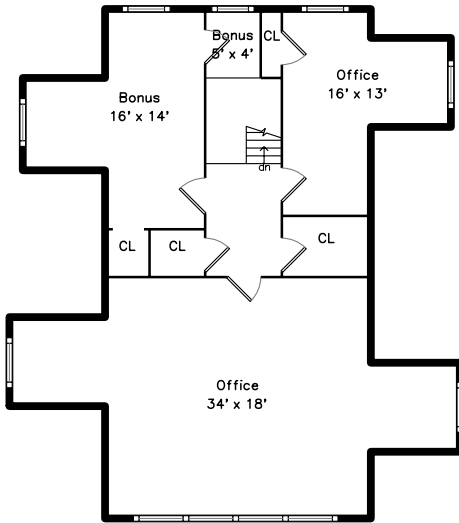 Bonus
5' x 4'
CL
Office
16' x 13'
Bonus
16' x 14'
dn
CL
CL
CL
Office
34' x 18'